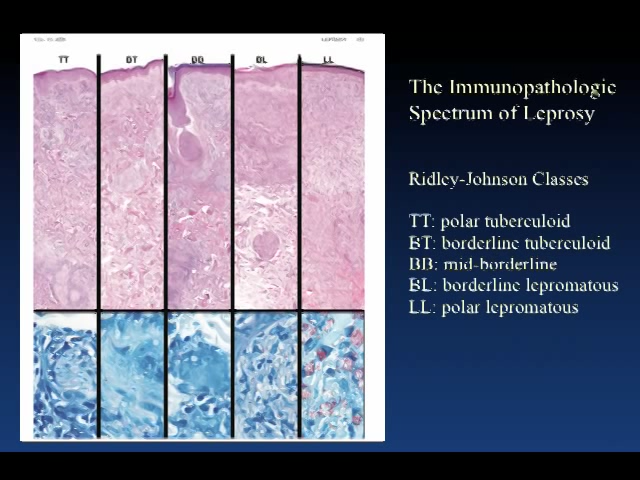 TT BT BB BL LL
The Immunopathologic
Spectrum of Leprosy
Ridley-Johnson Classes
TT: polar tuberculoid
BT: borderline tuberculoid
BB: mid-borderline
BL: borderline lepromatous
LL: polar lepromatous